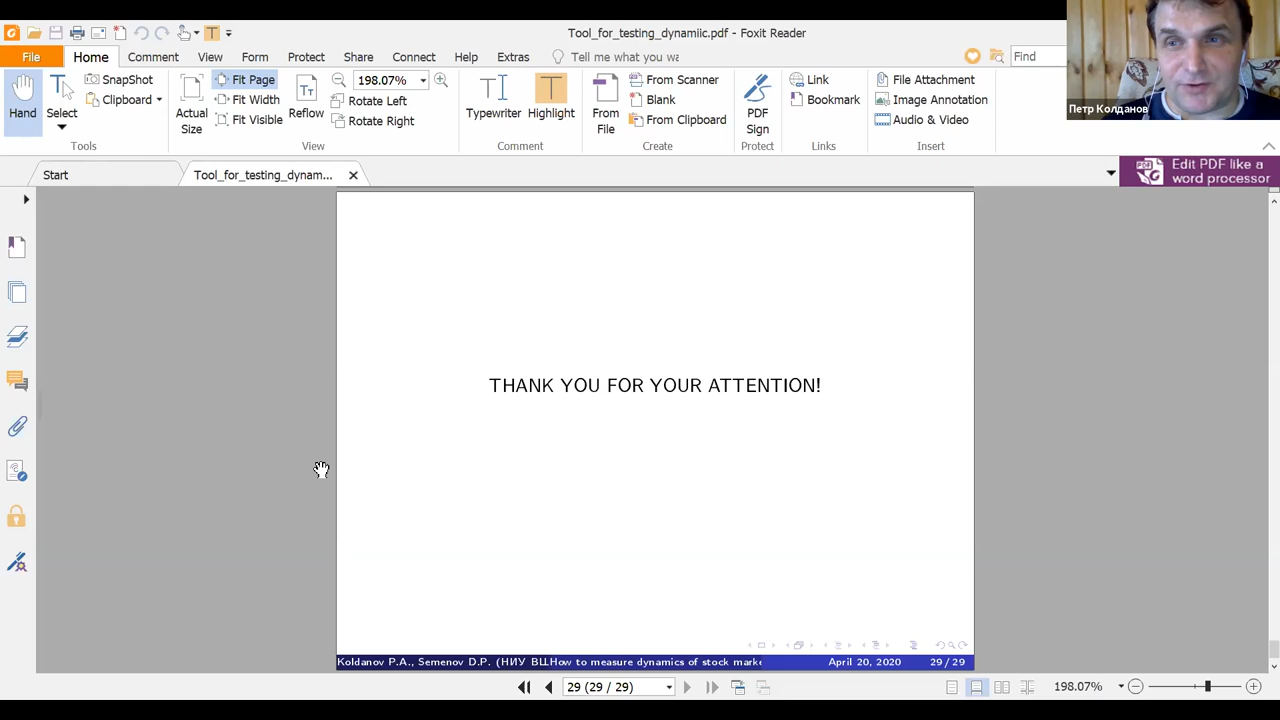 Tool_for_testing_dynamiic.pdf - Foxit Reader
File Home Comment View Form Protect Share Connect Help Extras Tell me what you wa Find
Hand
Select
SnapShot
Clipboard
Tools
Actual Size
Fit Page
Fit Width
Fit Visible
Reflow
198.07%
Rotate Left
Rotate Right
View
Typewriter
Highlight
Comment
From File
From Scanner
Blank
From Clipboard
Create
PDF Sign
Protect
Link
Bookmark
Links
File Attachment
Image Annotation
Audio & Video
Insert
Петр Колданов
Start
Tool_for_testing_dynam...
Edit PDF like a
word processor
THANK YOU FOR YOUR ATTENTION!
Koldanov P.A., Semenov D.P. (НИУ ВШ How to measure dynamics of stock marke April 20, 2020 29 / 29
29 (29 / 29) 198.07%